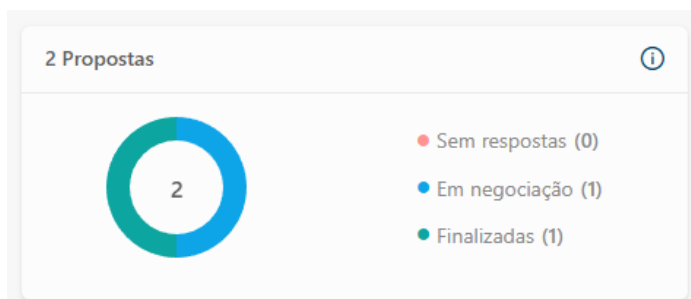 2 Propostas
2
Sem respostas (0)
Em negociação (1)
Finalizadas (1)